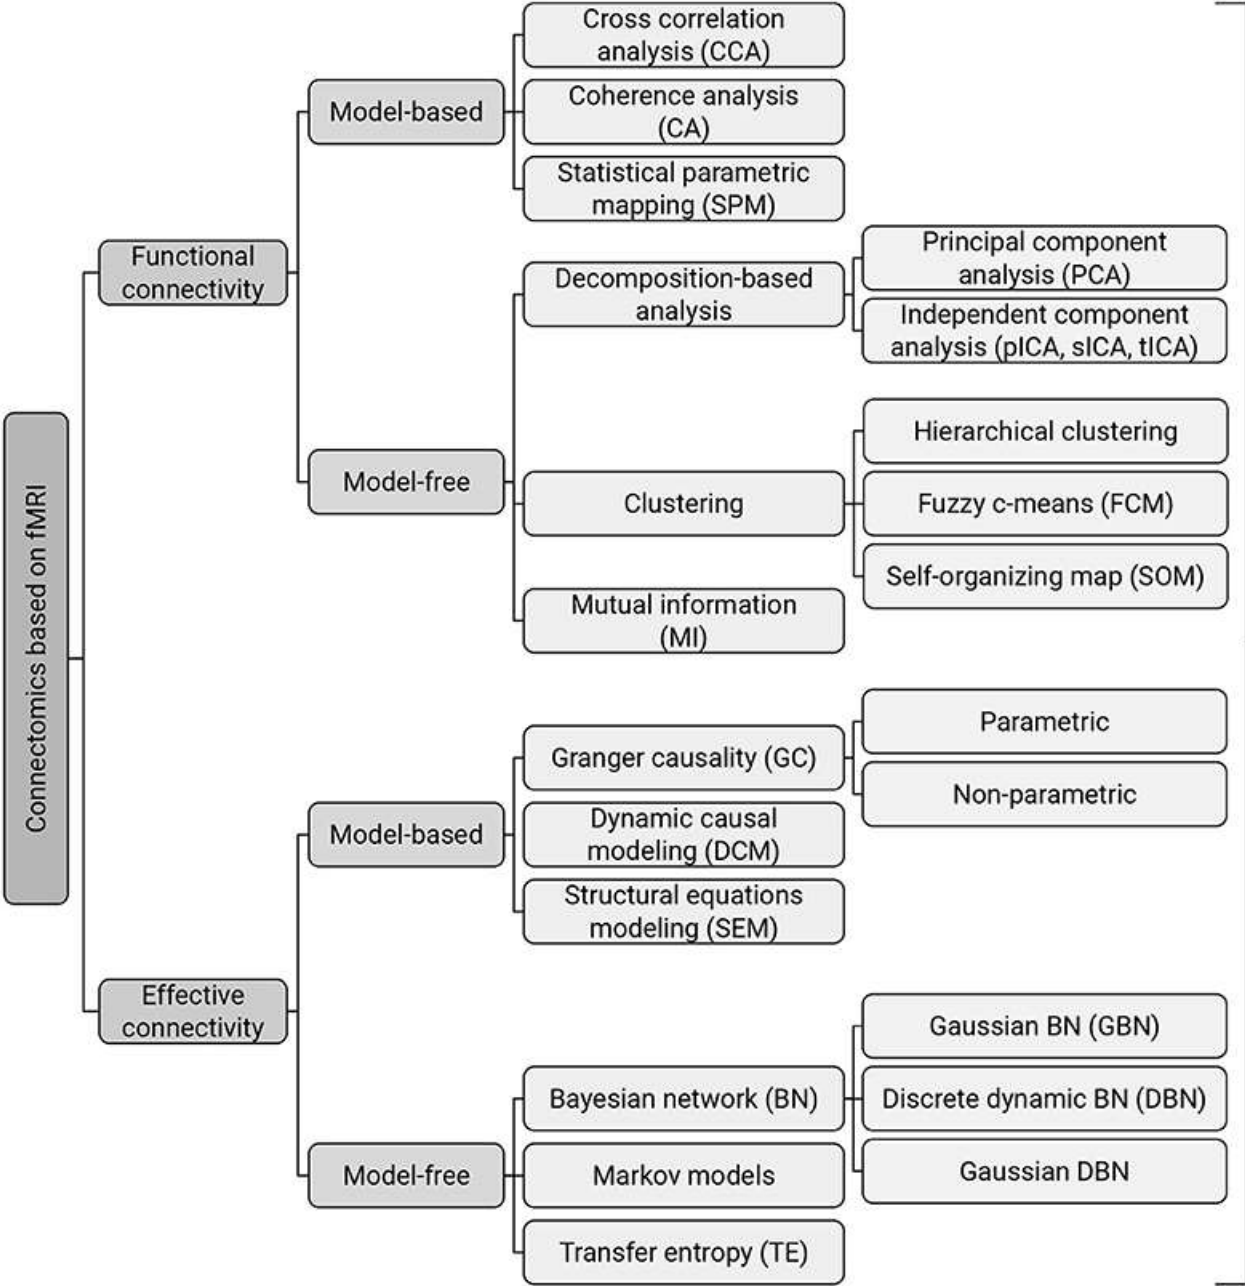 Connectomics based on fMRI
Functional
connectivity
Model-based
Cross correlation
analysis (CCA)
Coherence analysis
(CA)
Statistical parametric
mapping (SPM)
Model-free
Decomposition-based
analysis
Principal component
analysis (PCA)
Independent component
analysis (pICA, sICA, tICA)
Clustering
Hierarchical clustering
Fuzzy c-means (FCM)
Self-organizing map (SOM)
Mutual information
(MI)
Effective
connectivity
Model-based
Granger causality (GC)
Parametric
Non-parametric
Dynamic causal
modeling (DCM)
Structural equations
modeling (SEM)
Model-free
Bayesian network (BN)
Gaussian BN (GBN)
Discrete dynamic BN (DBN)
Gaussian DBN
Markov models
Transfer entropy (TE)